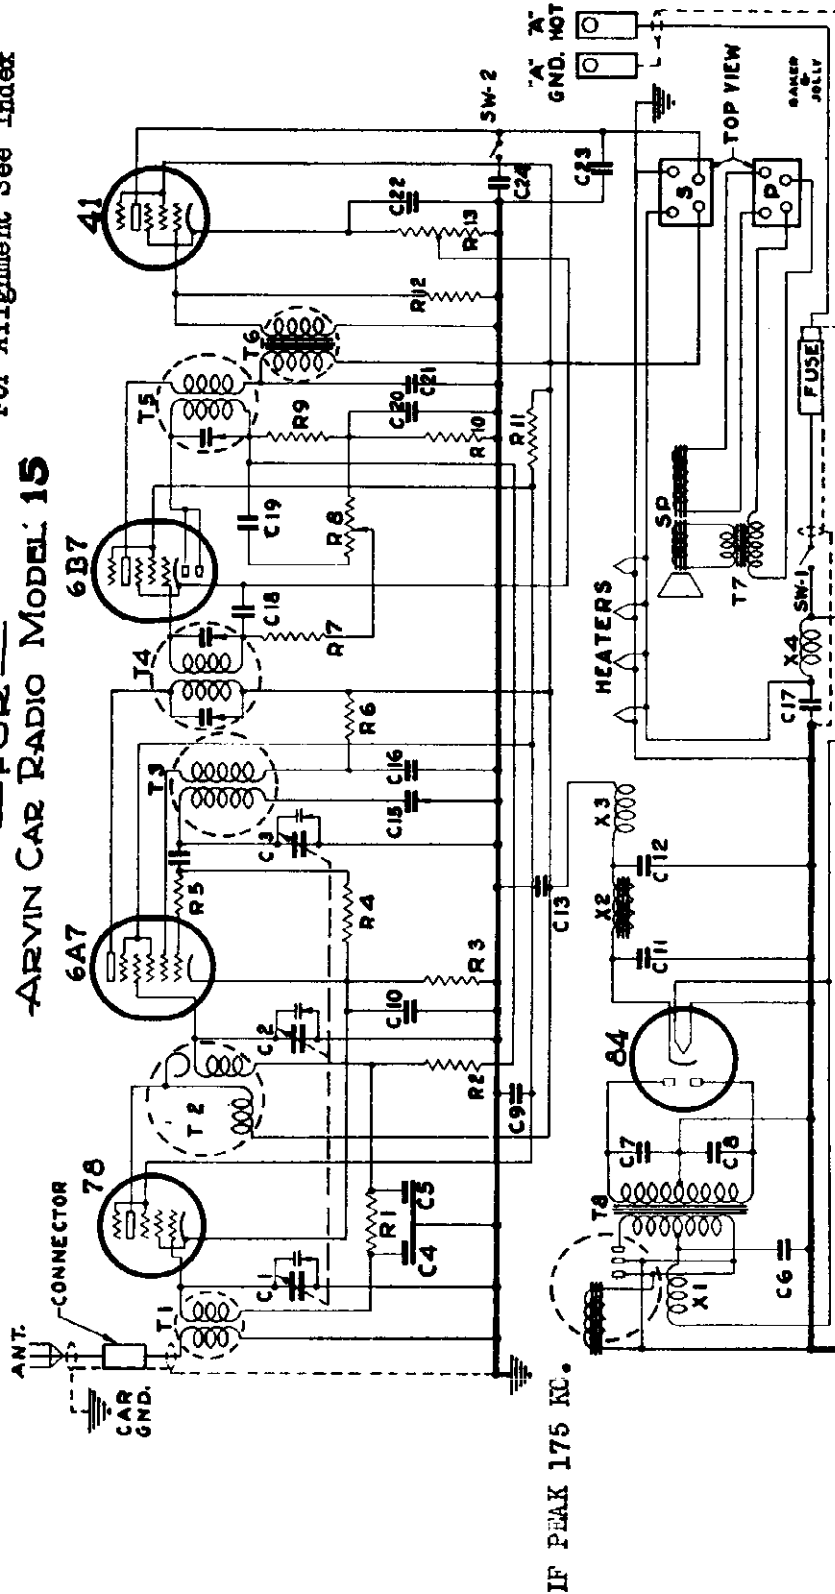 For Alignment See Index
FOR
ARVIN CAR RADIO MODEL 15
ANT.
CONNECTOR
CAR
GND.
78
6A7
6B7
41
T1
T2
T3
T4
T5
T6
C1
C2
C3
R5
R1
C4
C5
R4
C10
R3
R2
C9
C15
C16
R6
R7
C18
C19
R8
R9
R10
C20
C21
R11
R12
R13
C22
C24
SW-2
C23
C13
IF PEAK 175 KC.
T8
X1
C6
C7
C8
84
C11
X2
C12
X3
HEATERS
C17
X4
SW-1
SP
T7
FUSE
S
P
TOP VIEW
BAKER
&
JOLLY
"A"
GND.
"A"
HOT